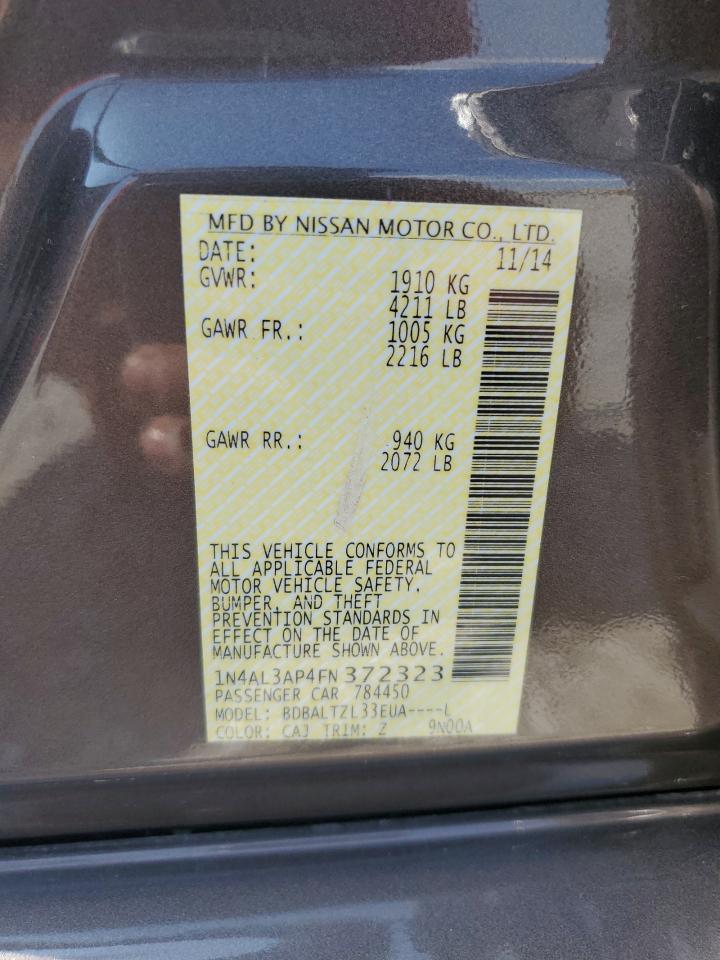 MFD BY NISSAN MOTOR CO., LTD.
DATE: 11/14
GVWR: 1910 KG
4211 LB
GAWR FR.: 1005 KG
2216 LB
GAWR RR.: 940 KG
2072 LB
THIS VEHICLE CONFORMS TO
ALL APPLICABLE FEDERAL
MOTOR VEHICLE SAFETY,
BUMPER, AND THEFT
PREVENTION STANDARDS IN
EFFECT ON THE DATE OF
MANUFACTURE SHOWN ABOVE.
1N4AL3AP4FN372323
PASSENGER CAR 784450
MODEL: BDBALTZL33EUA----L
COLOR: CAJ TRIM: Z 9N00A